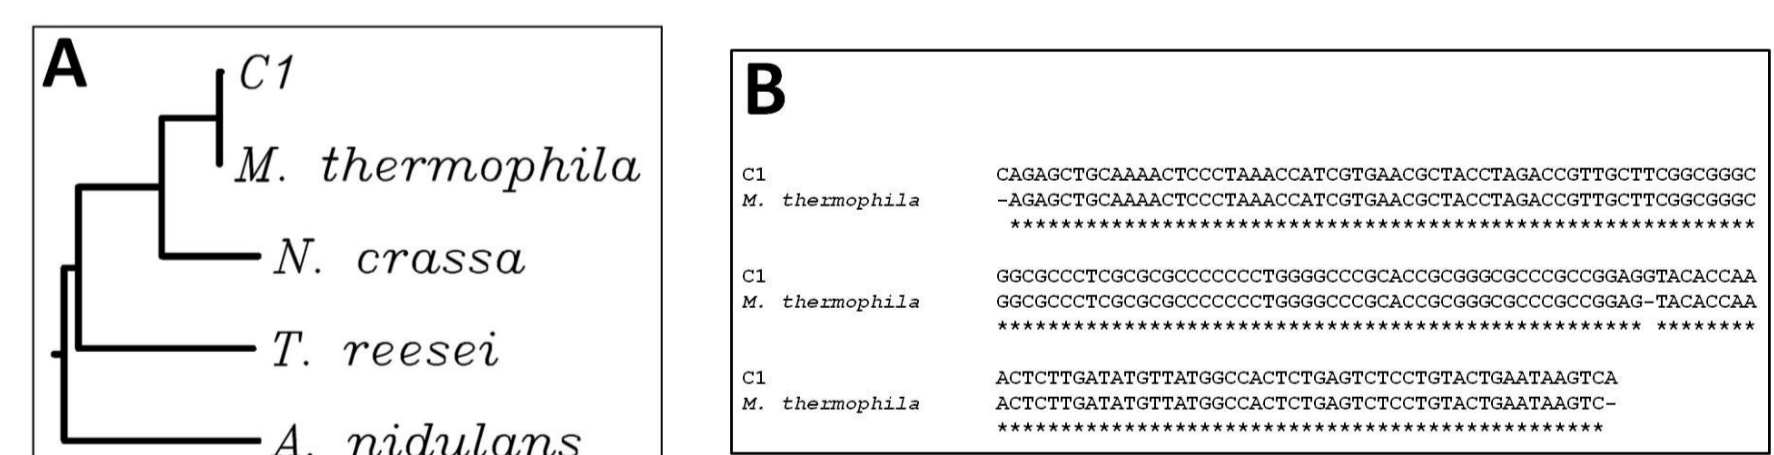 A
C1
M. thermophila
N. crassa
T. reesei
A. nidulans
B
C1 CAGAGCTGCAAAACTCCCTAAACCATCGTGAACGCTACCTAGACCGTTGCTTCGGCGGGC
M. thermophila -AGAGCTGCAAAACTCCCTAAACCATCGTGAACGCTACCTAGACCGTTGCTTCGGCGGGC
***********************************************************
C1 GGCGCCCTCGCGCGCCCCCCCTGGGGCCCGCACCGCGGGCGCCCGCCGGAGGTACACCAA
M. thermophila GGCGCCCTCGCGCGCCCCCCCTGGGGCCCGCACCGCGGGCGCCCGCCGGAG-TACACCAA
*************************************************** ********
C1 ACTCTTGATATGTTATGGCCACTCTGAGTCTCCTGTACTGAATAAGTCA
M. thermophila ACTCTTGATATGTTATGGCCACTCTGAGTCTCCTGTACTGAATAAGTC-
************************************************